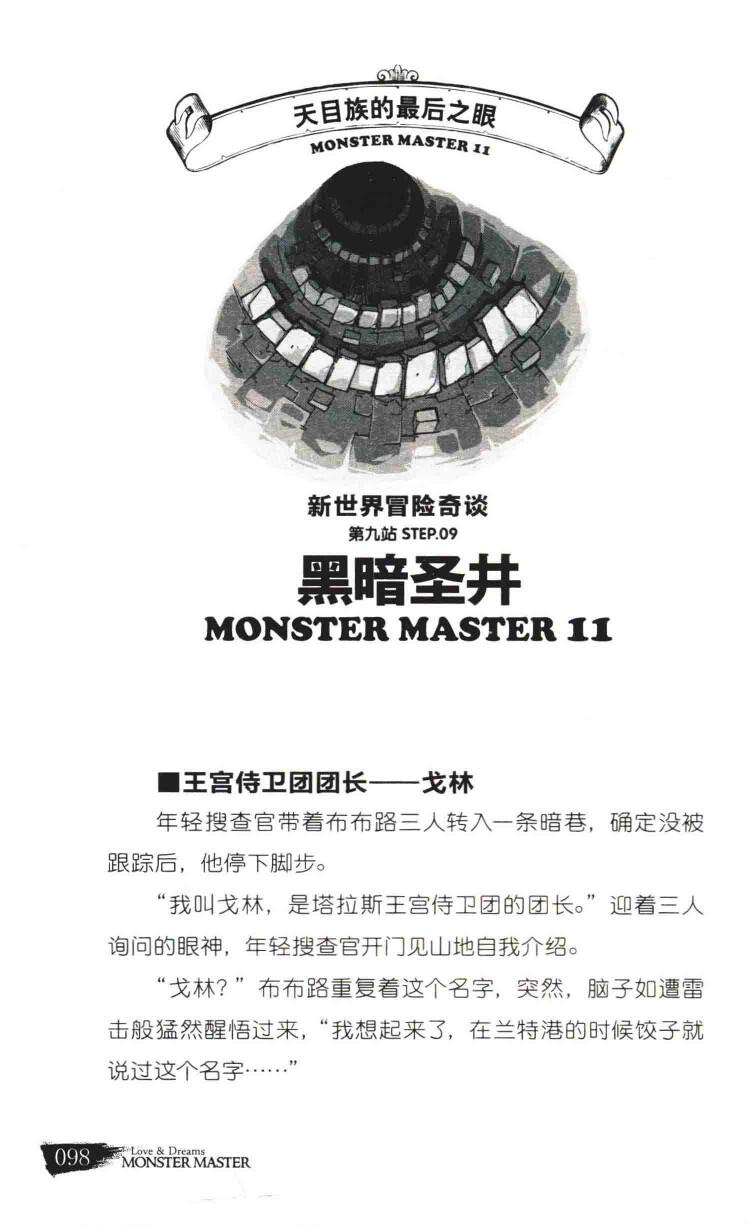 天目族的最后之眼
MONSTER MASTER 11
新世界冒险奇谈
第九站 STEP.09
黑暗圣井
MONSTER MASTER 11
■王宫侍卫团团长——戈林
年轻搜查官带着布布路三人转入一条暗巷，确定没被
跟踪后，他停下脚步。
“我叫戈林，是塔拉斯王宫侍卫团的团长。”迎着三人
询问的眼神，年轻搜查官开门见山地自我介绍。
“戈林？”布布路重复着这个名字，突然，脑子如遭雷
击般猛然醒悟过来，“我想起来了，在兰特港的时候饺子就
说过这个名字……”
098
Love & Dreams
MONSTER MASTER